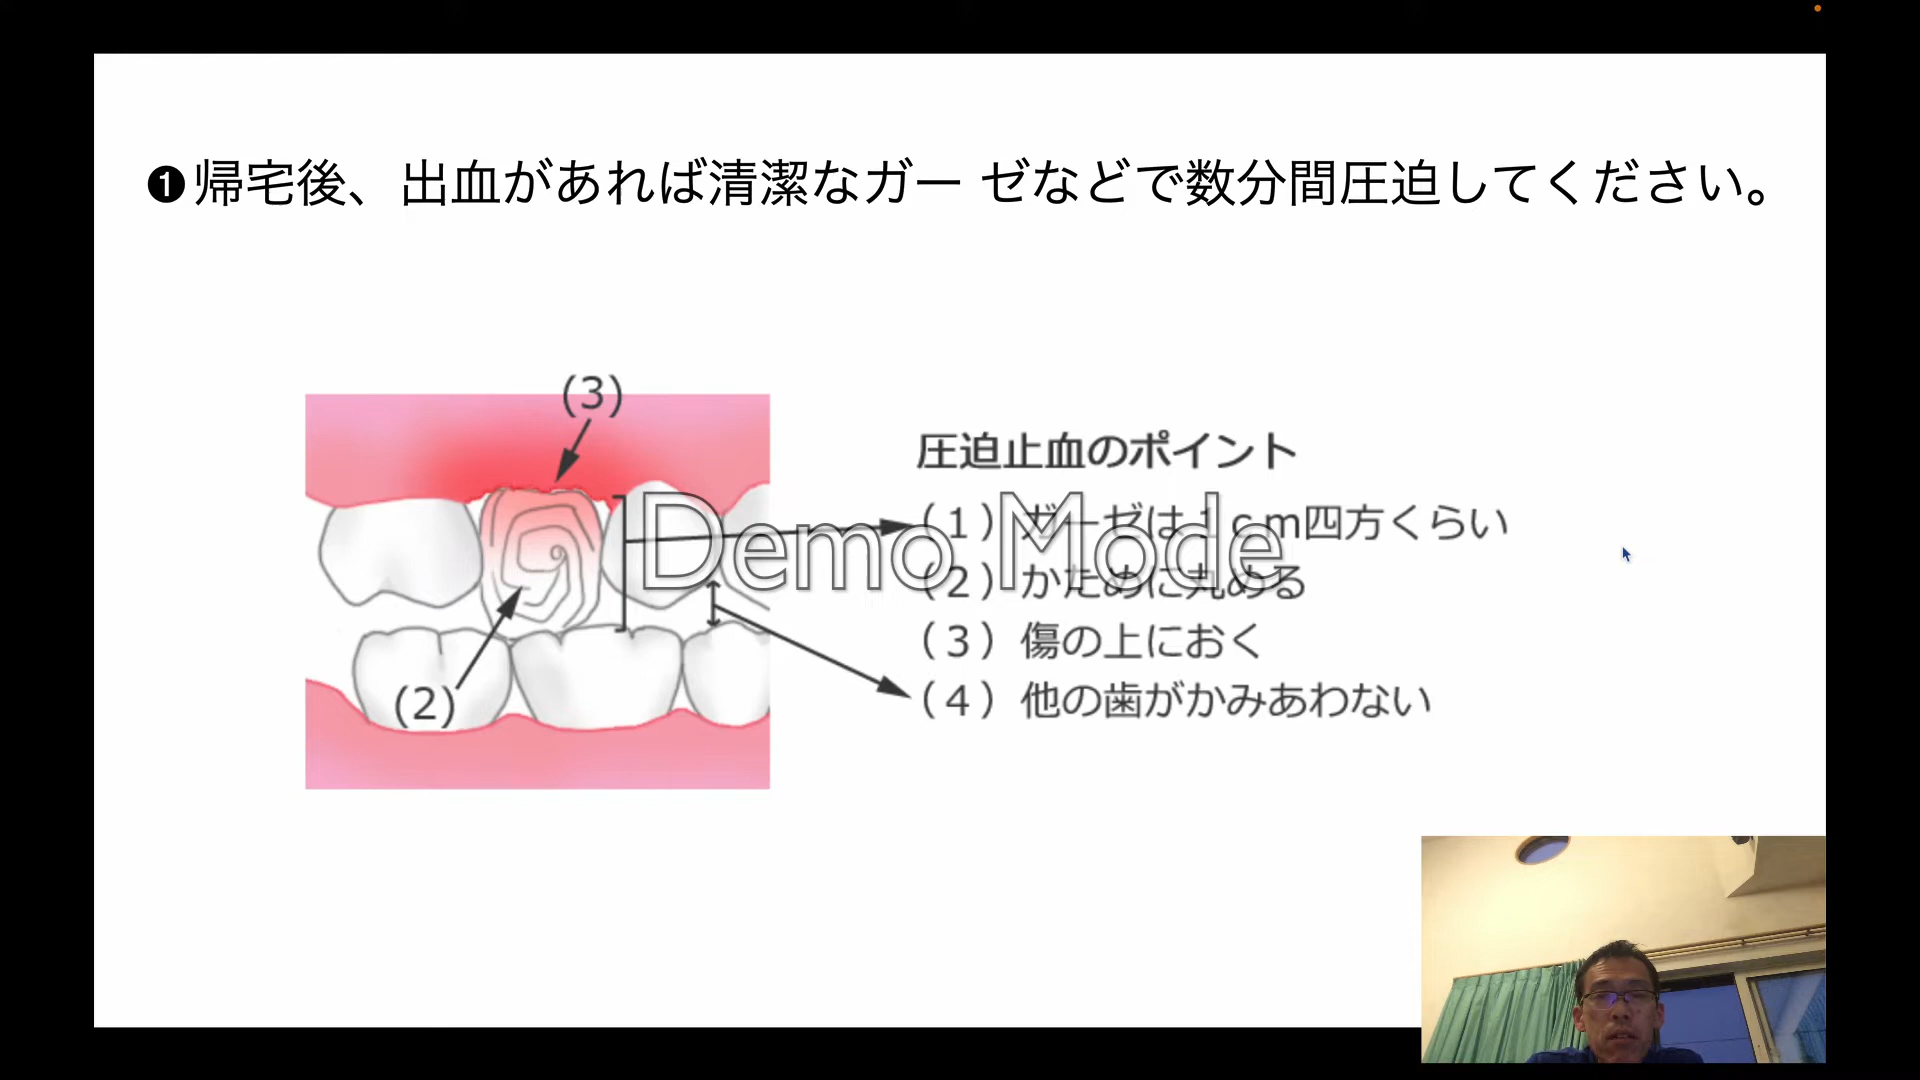 ❶帰宅後、出血があれば清潔なガー ゼなどで数分間圧迫してください。
(3)
圧迫止血のポイント
（１）ガーゼは１ｃｍ四方くらい
Demo Mode
（２）かために丸める
（３）傷の上におく
(2)
（４）他の歯がかみあわない